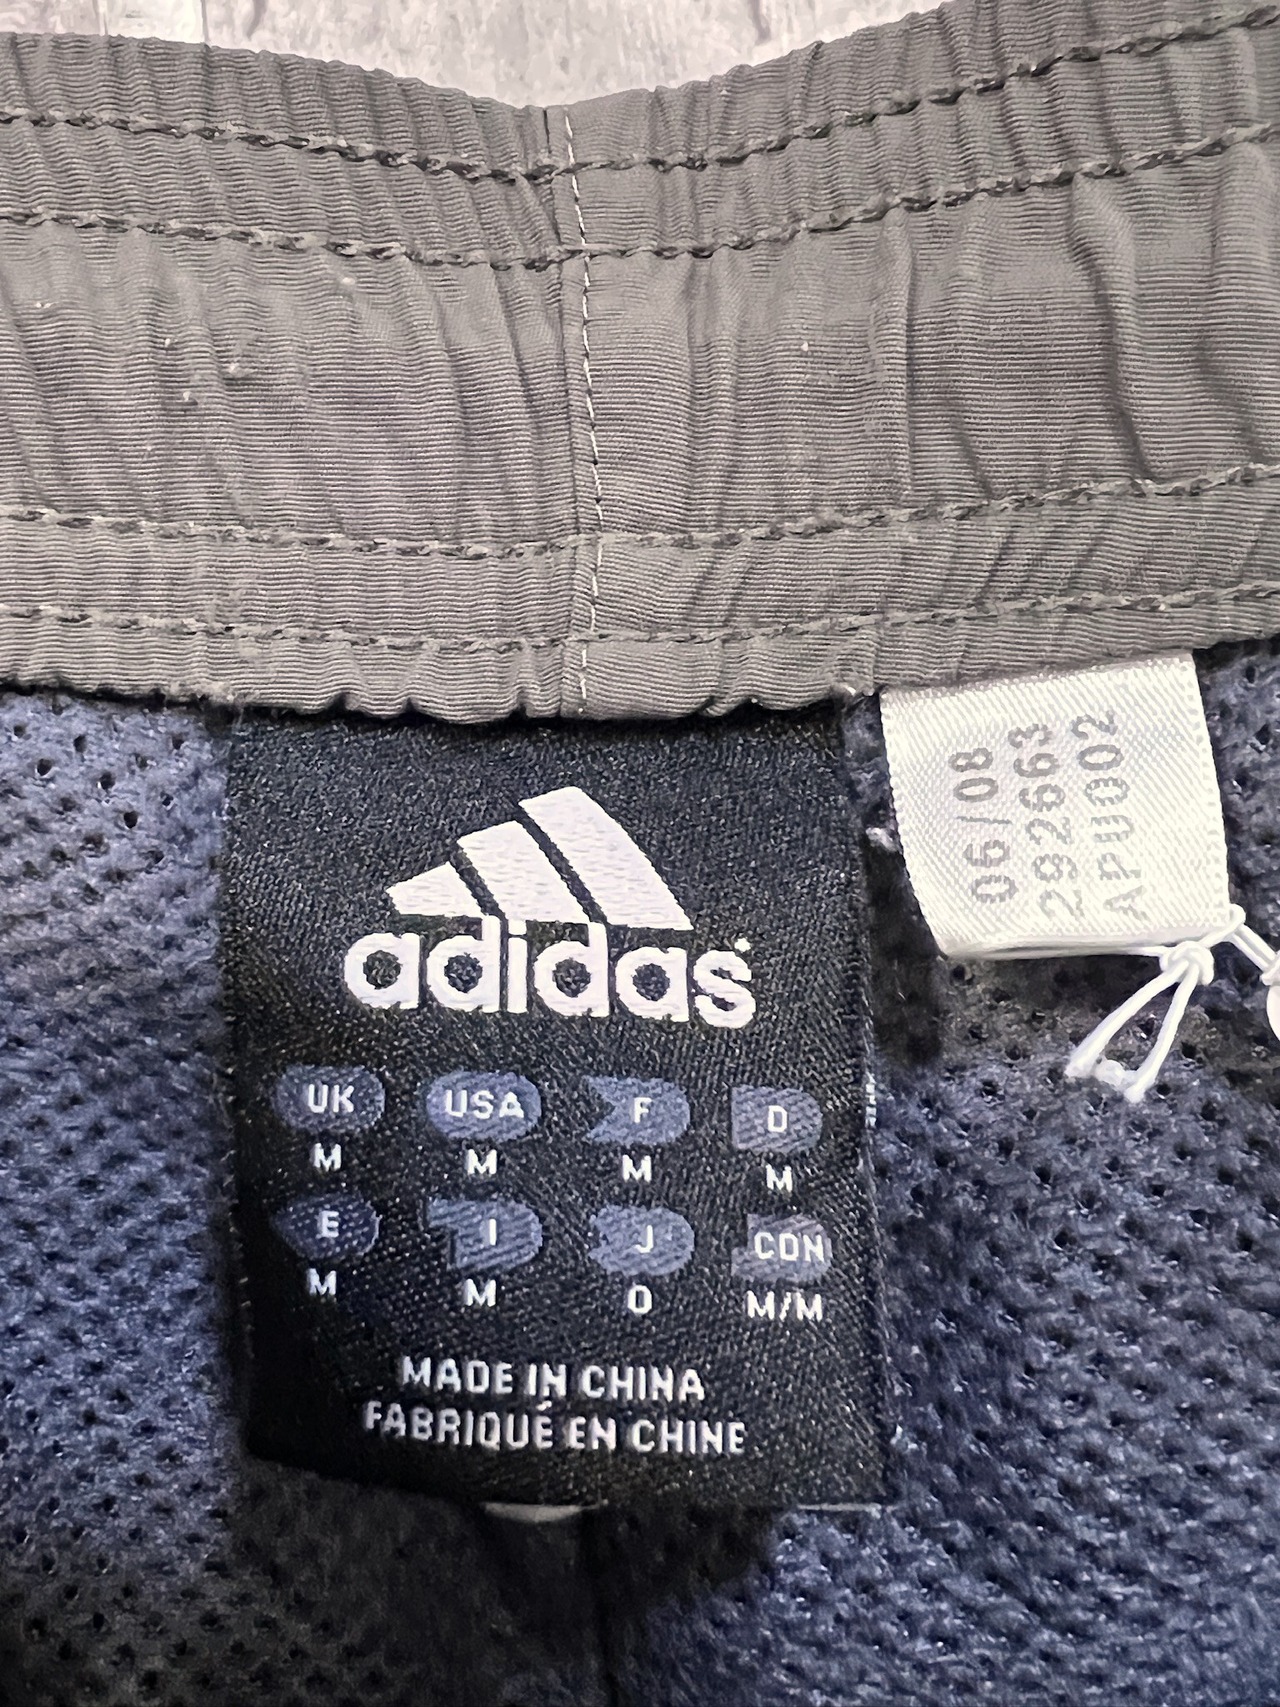 adidas
UK USA F D
M M M M
E I J CDN
M M O M/M
MADE IN CHINA
FABRIQUÉ EN CHINE
06/08
292663
APU002